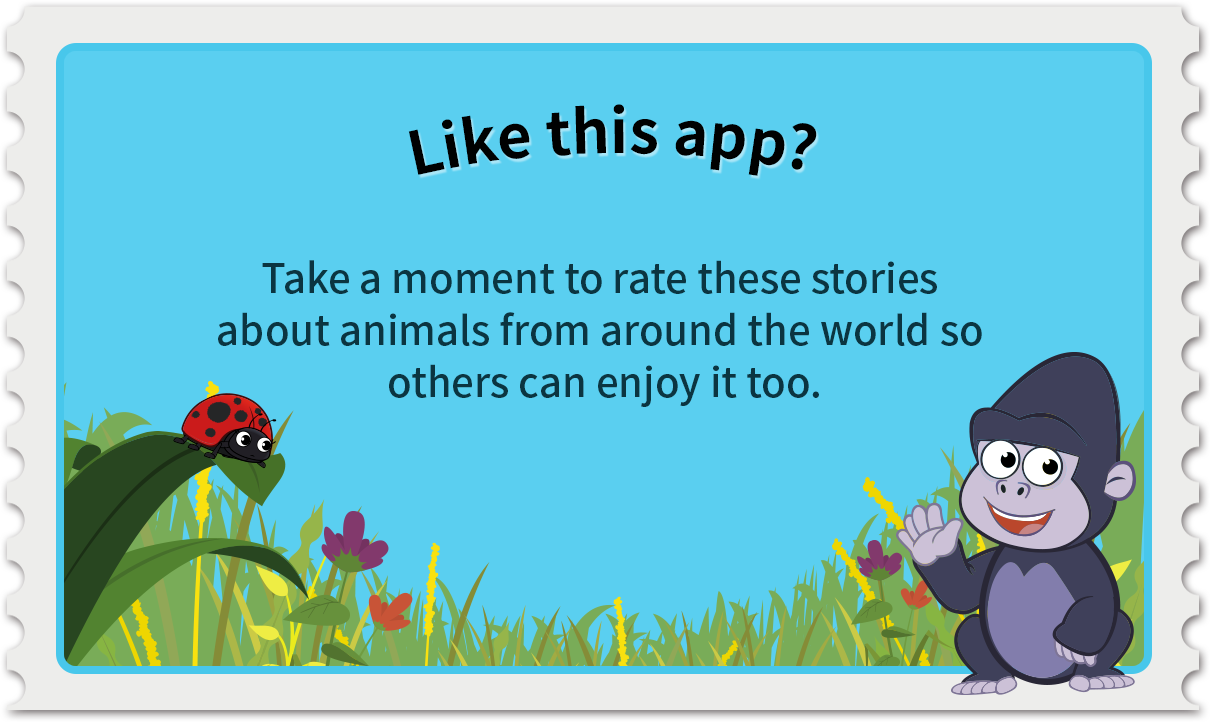 Like this app?
Take a moment to rate these stories
about animals from around the world so
others can enjoy it too.